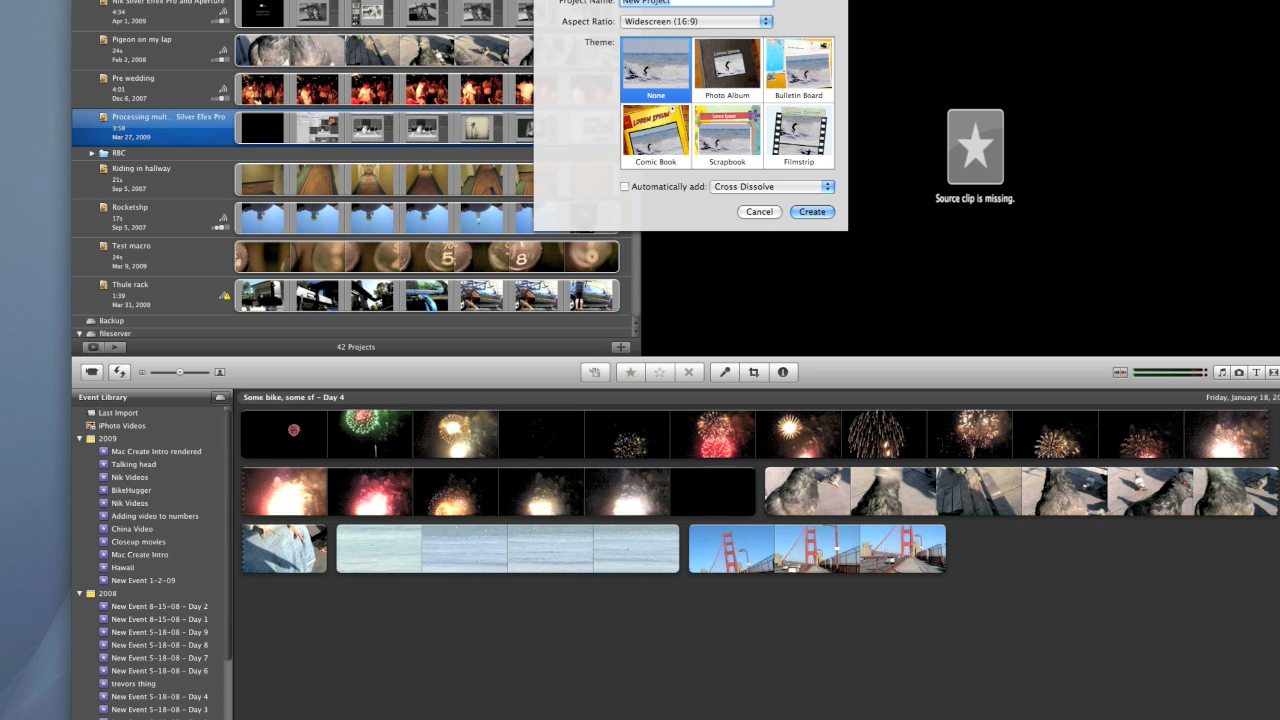 Nik Silver Efex Pro and Aperture
4:34
Apr 1, 2009
Pigeon on my lap
24s
Feb 2, 2008
Pre wedding
4:01
Dec 6, 2007
Processing mult... Silver Efex Pro
3:58
Mar 27, 2009
RBC
Riding in hallway
21s
Sep 5, 2007
Rocketshp
17s
Sep 5, 2007
Test macro
24s
Mar 9, 2009
Thule rack
1:39
Mar 31, 2009
Backup
fileserver
42 Projects
Project Name: New Project
Aspect Ratio: Widescreen (16:9)
Theme:
None
Photo Album
Bulletin Board
LOREM IPSUM
Lorem Ipsum
Comic Book
Scrapbook
Filmstrip
Automatically add: Cross Dissolve
Cancel
Create
Source clip is missing.
Event Library
Last Import
iPhoto Videos
2009
Mac Create Intro rendered
Talking head
Nik Videos
BikeHugger
Nik Videos
Adding video to numbers
China Video
Closeup movies
Mac Create Intro
Hawaii
New Event 1-2-09
2008
New Event 8-15-08 - Day 2
New Event 8-15-08 - Day 1
New Event 5-18-08 - Day 9
New Event 5-18-08 - Day 8
New Event 5-18-08 - Day 7
New Event 5-18-08 - Day 6
trevors thing
New Event 5-18-08 - Day 4
New Event 5-18-08 - Day 3
Some bike, some sf - Day 4
Friday, January 18, 20